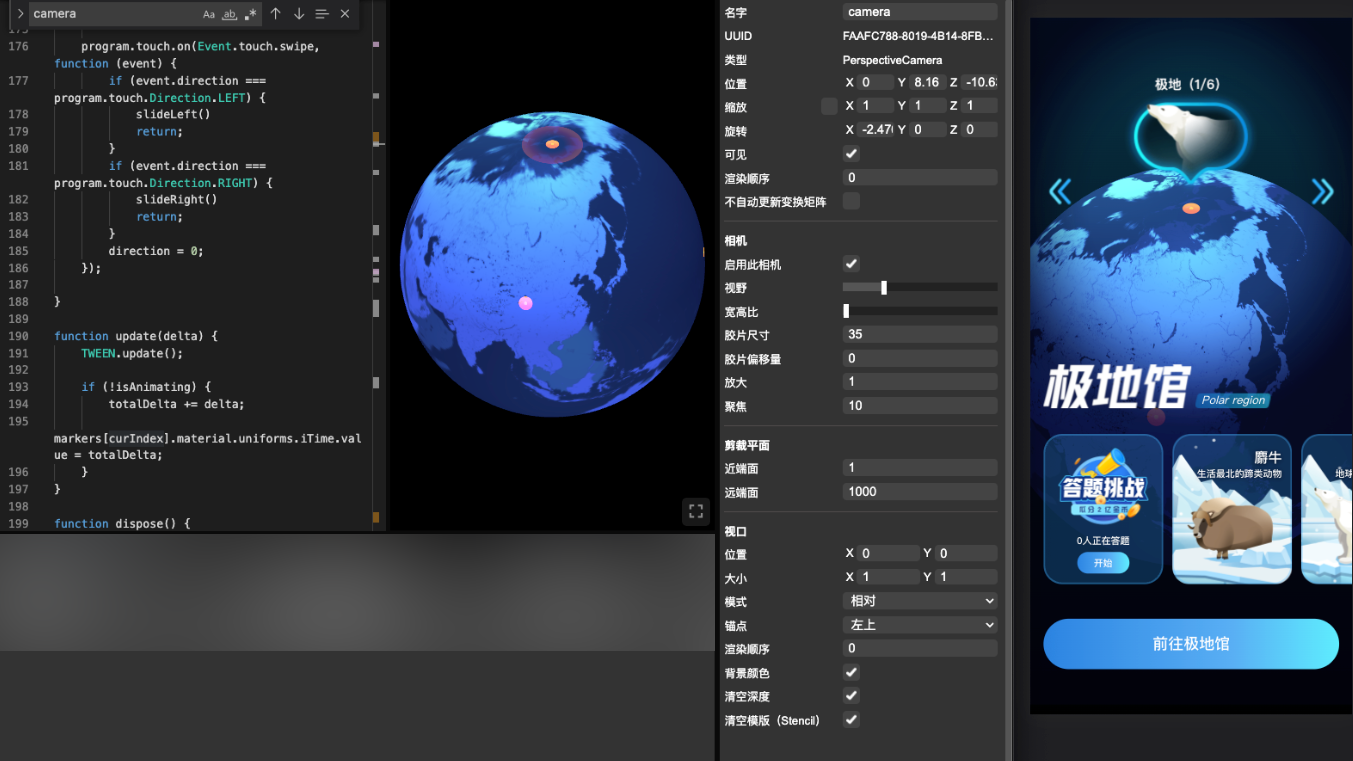 camera
Aa ab .*
175
176 program.touch.on(Event.touch.swipe,
function (event) {
177 if (event.direction ===
program.touch.Direction.LEFT) {
178 slideLeft()
179 return;
180 }
181 if (event.direction ===
program.touch.Direction.RIGHT) {
182 slideRight()
183 return;
184 }
185 direction = 0;
186 });
187
188 }
189
190 function update(delta) {
191 TWEEN.update();
192
193 if (!isAnimating) {
194 totalDelta += delta;
195
markers[curIndex].material.uniforms.iTime.val
ue = totalDelta;
196 }
197 }
198
199 function dispose() {
名字 camera
UUID FAAFC788-8019-4B14-8FB...
类型 PerspectiveCamera
位置 X 0 Y 8.16 Z -10.63
缩放 X 1 Y 1 Z 1
旋转 X -2.470 Y 0 Z 0
可见
渲染顺序 0
不自动更新变换矩阵
相机
启用此相机
视野
宽高比
胶片尺寸 35
胶片偏移量 0
放大 1
聚焦 10
剪裁平面
近端面 1
远端面 1000
视口
位置 X 0 Y 0
大小 X 1 Y 1
模式 相对
锚点 左上
渲染顺序 0
背景颜色
清空深度
清空模版（Stencil）
极地（1/6）
极地馆
Polar region
答题挑战
瓜分2亿金币
0人正在答题
开始
麝牛
生活最北的蹄类动物
地球
前往极地馆